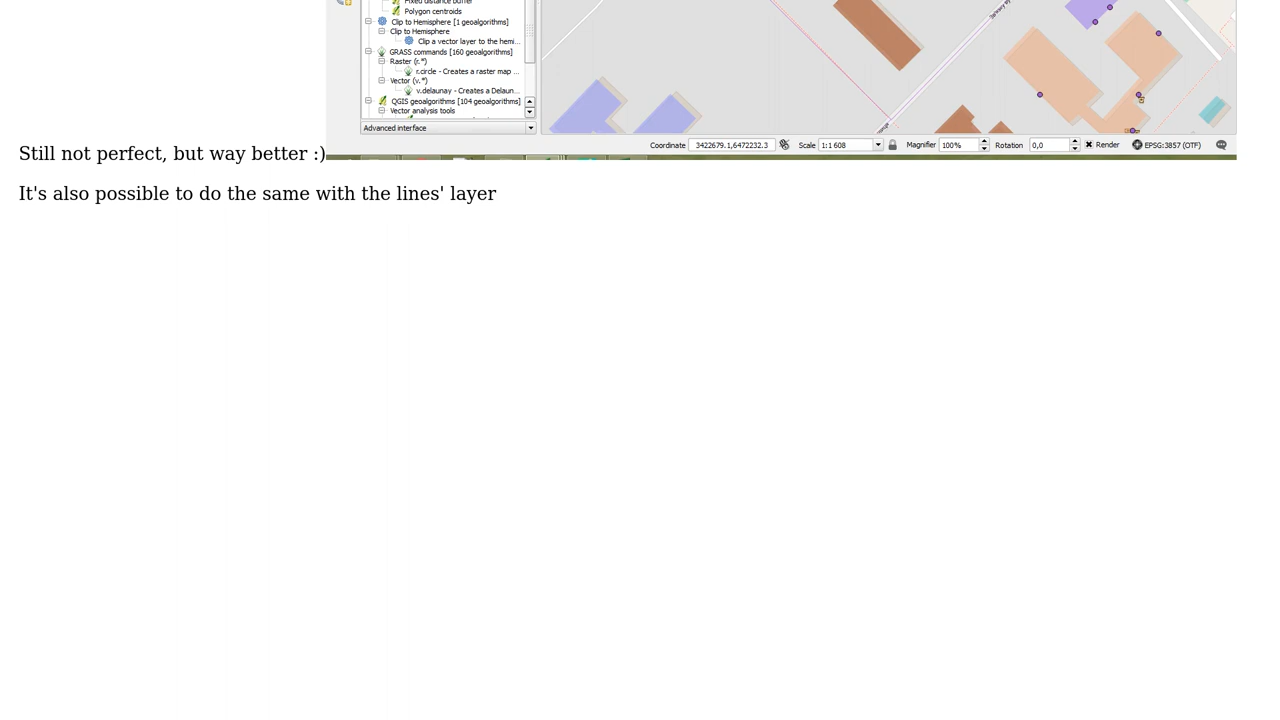 Fixed distance buffer
Polygon centroids
Clip to Hemisphere [1 geoalgorithms]
Clip to Hemisphere
Clip a vector layer to the hemi...
GRASS commands [160 geoalgorithms]
Raster (r.*)
r.circle - Creates a raster map ...
Vector (v.*)
v.delaunay - Creates a Delaun...
QGIS geoalgorithms [104 geoalgorithms]
Vector analysis tools
Advanced interface
Coordinate 3422679.1,6472232.3 Scale 1:1 608 Magnifier 100% Rotation 0,0 Render EPSG:3857 (OTF)
Still not perfect, but way better :)
It's also possible to do the same with the lines' layer